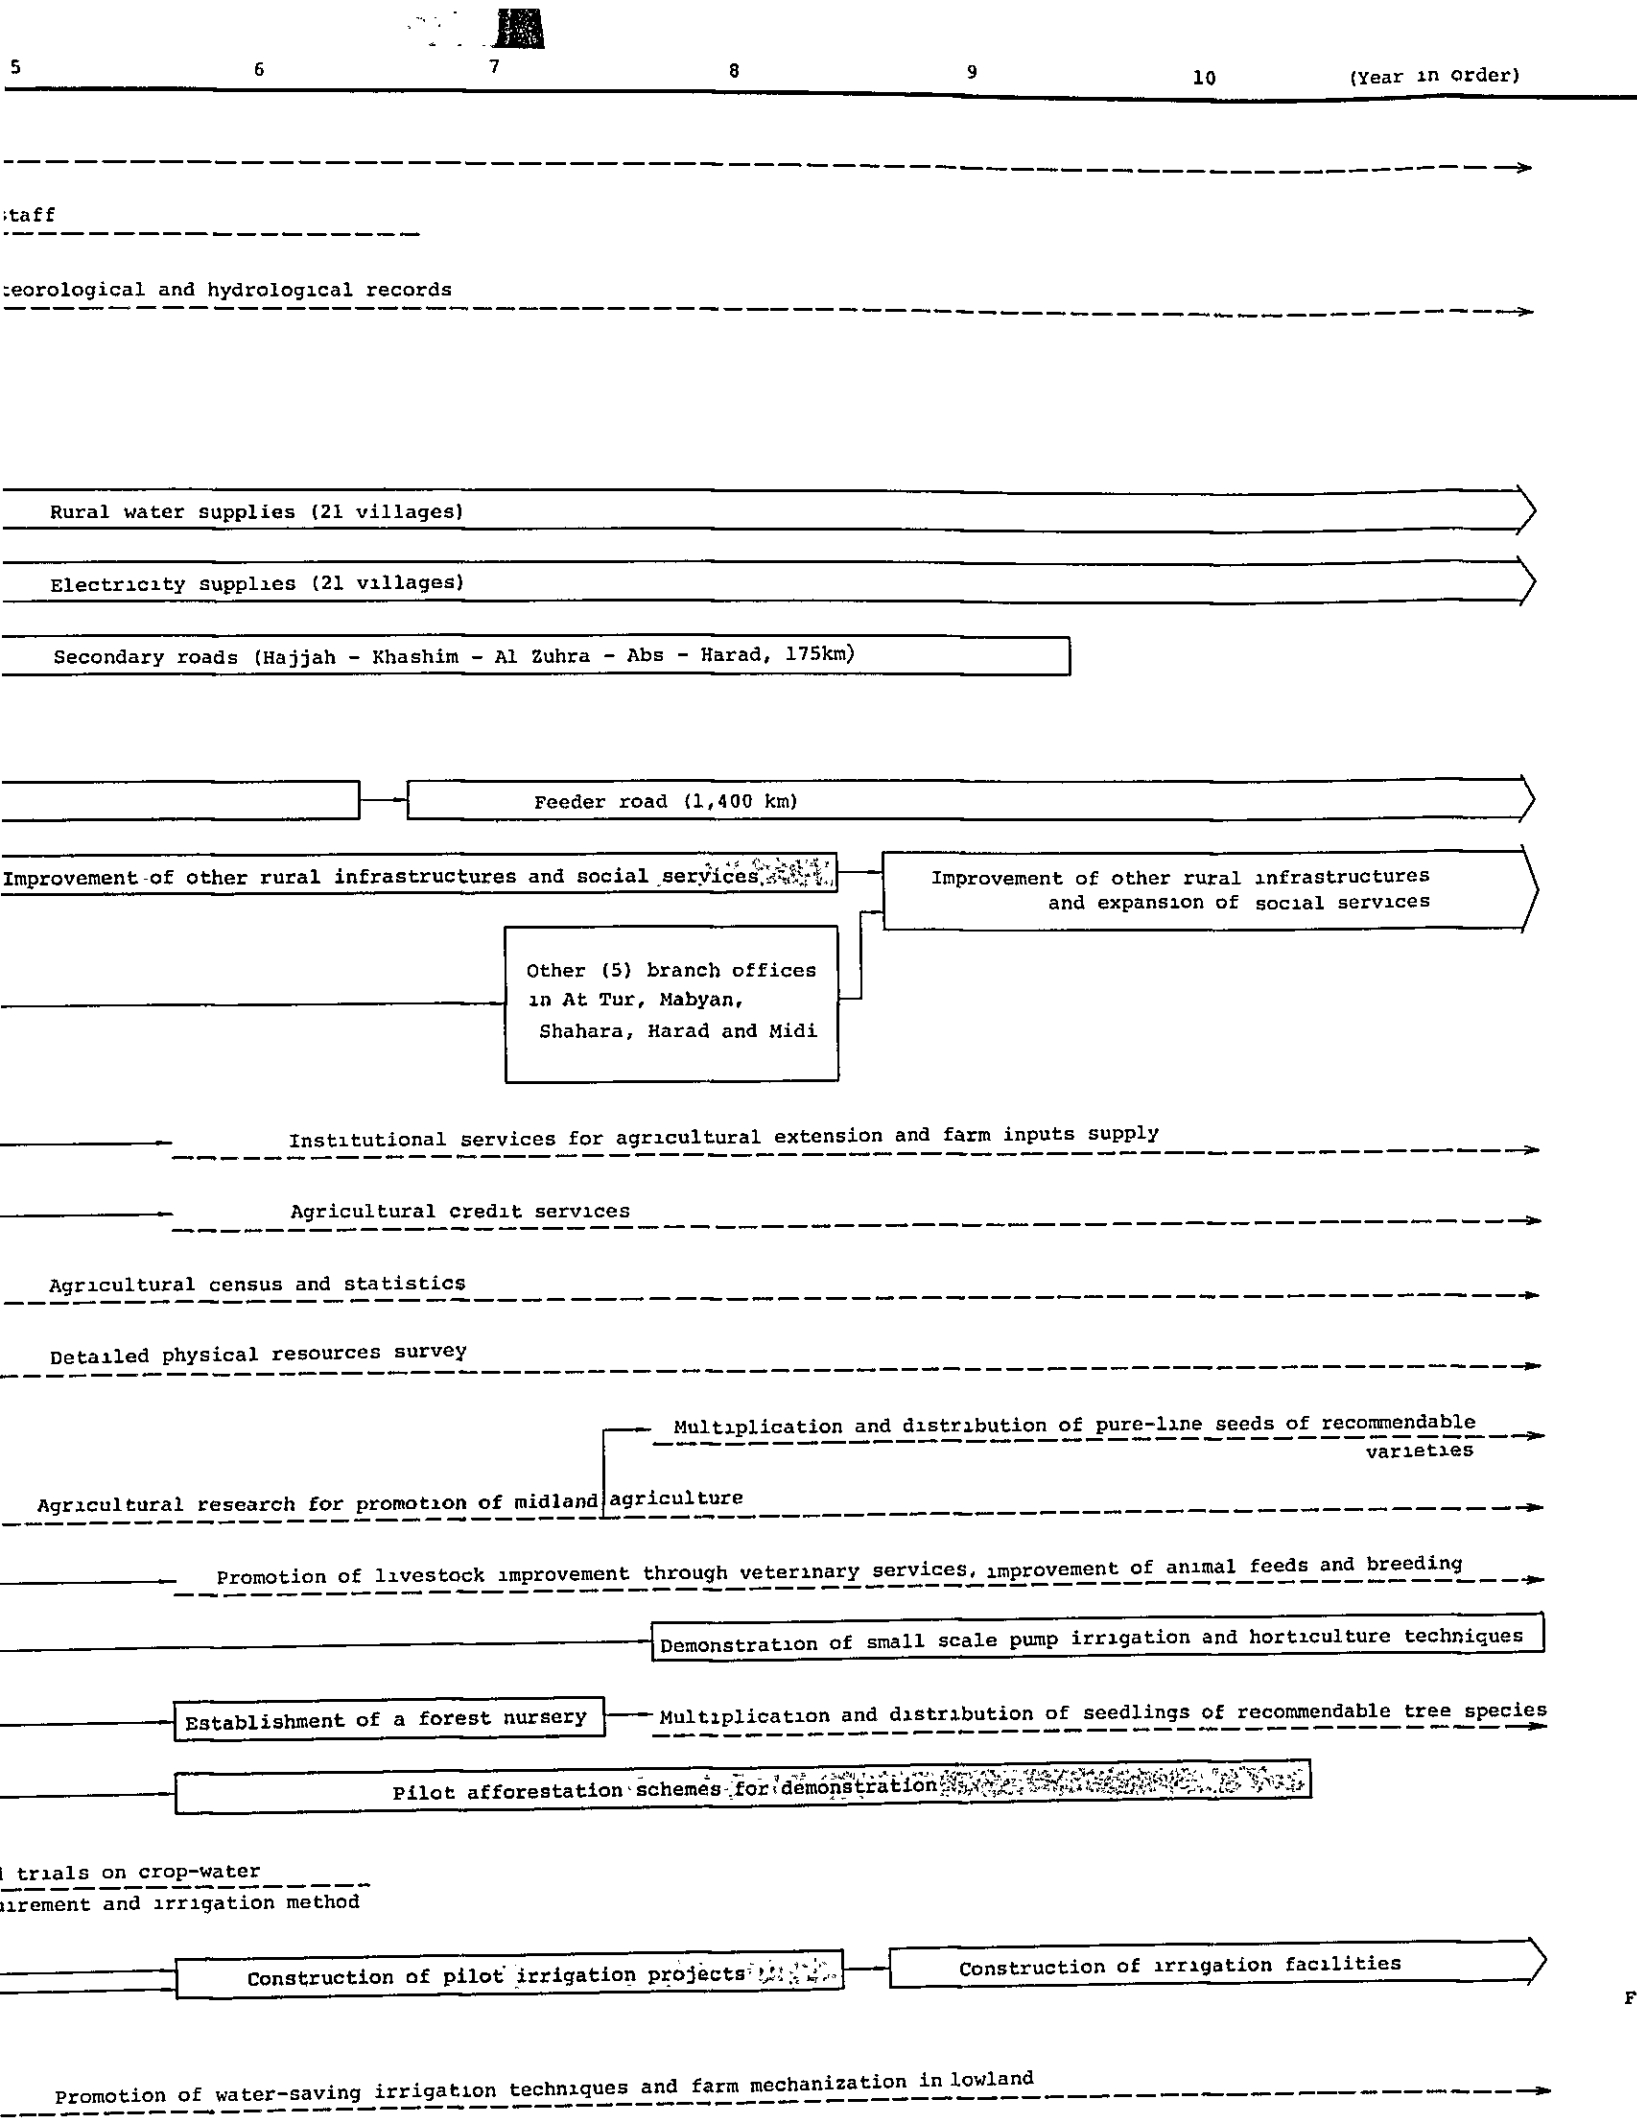 5 6 7 8 9 10 (Year in order)
staff
teorological and hydrological records
Rural water supplies (21 villages)
Electricity supplies (21 villages)
Secondary roads (Hajjah - Khashim - Al Zuhra - Abs - Harad, 175km)
Feeder road (1,400 km)
Improvement of other rural infrastructures and social services
Improvement of other rural infrastructures
and expansion of social services
Other (5) branch offices
in At Tur, Mabyan,
Shahara, Harad and Midi
Institutional services for agricultural extension and farm inputs supply
Agricultural credit services
Agricultural census and statistics
Detailed physical resources survey
Multiplication and distribution of pure-line seeds of recommendable
varieties
Agricultural research for promotion of midland agriculture
Promotion of livestock improvement through veterinary services, improvement of animal feeds and breeding
Demonstration of small scale pump irrigation and horticulture techniques
Establishment of a forest nursery
Multiplication and distribution of seedlings of recommendable tree species
Pilot afforestation schemes for demonstration
trials on crop-water
uirement and irrigation method
Construction of pilot irrigation projects
Construction of irrigation facilities
F
Promotion of water-saving irrigation techniques and farm mechanization in lowland